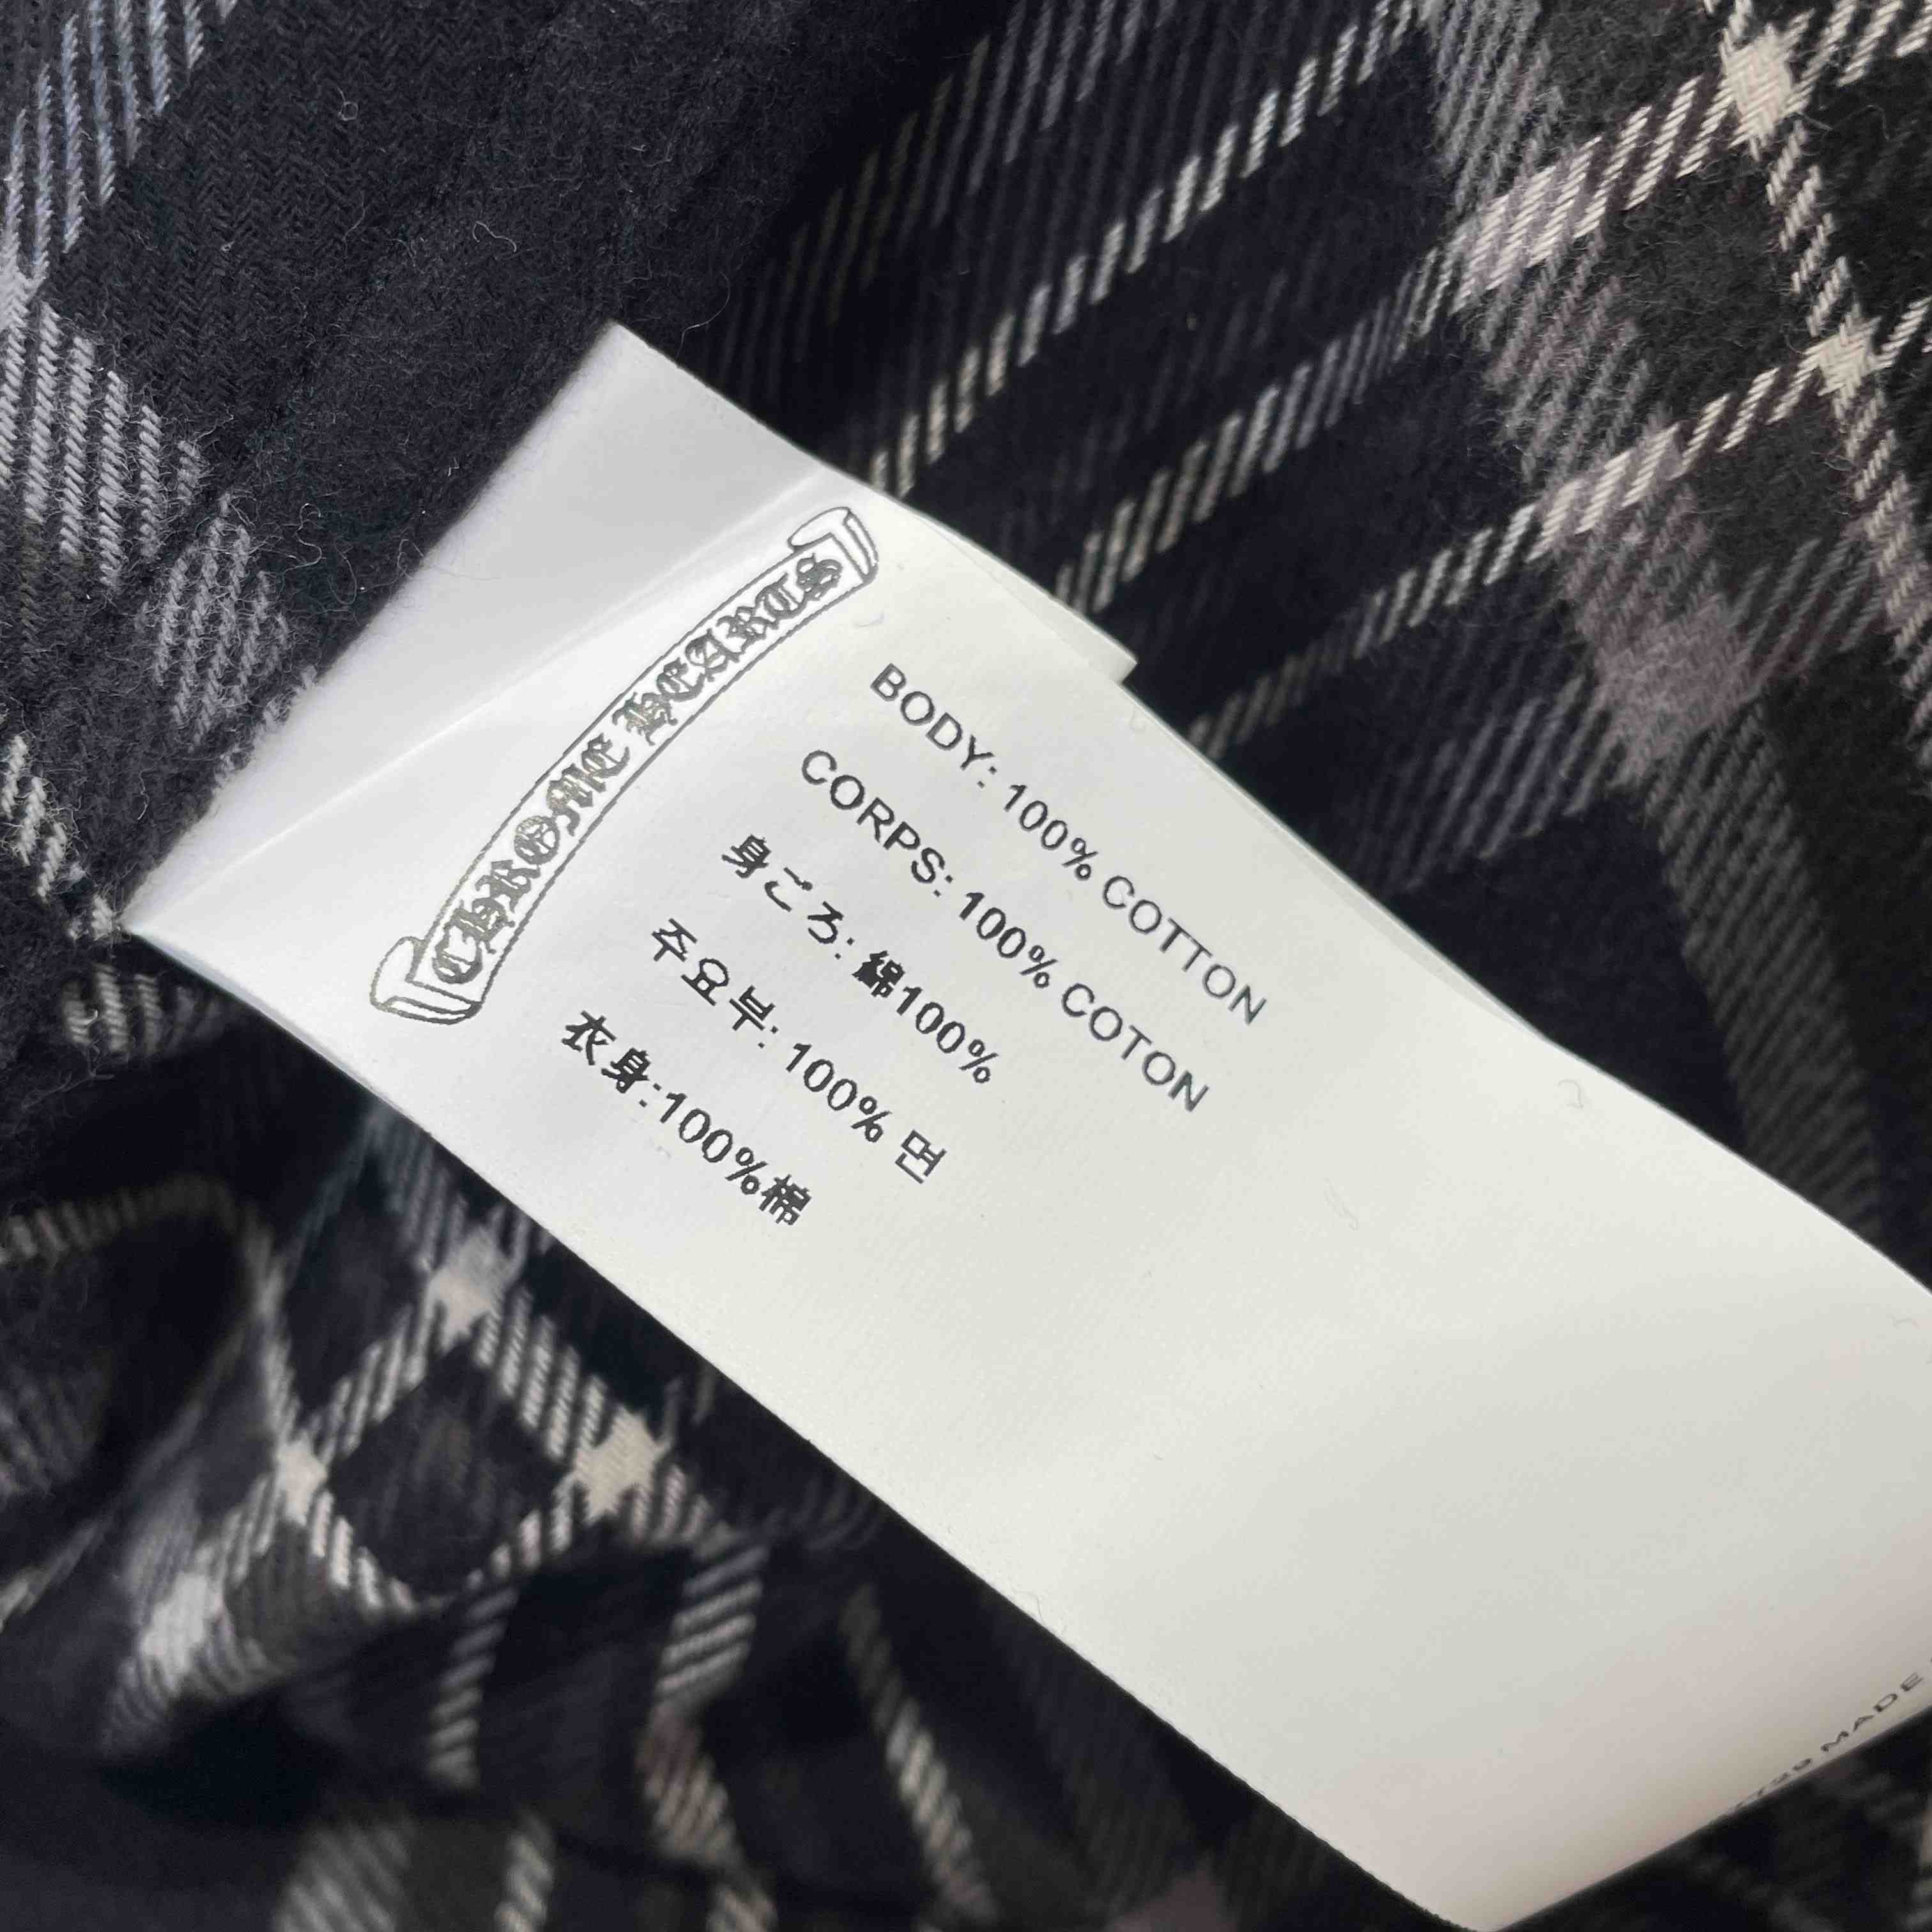 CHROME HEARTS
BODY: 100% COTTON
CORPS: 100% COTON
身ごろ: 綿100%
주요부: 100% 면
衣身:100%棉
MADE